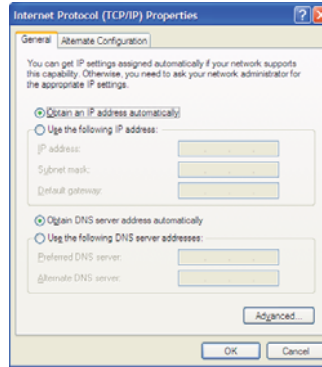 Internet Protocol (TCP/IP) Properties
General
Alternate Configuration
You can get IP settings assigned automatically if your network supports
this capability. Otherwise, you need to ask your network administrator for
the appropriate IP settings.
Obtain an IP address automatically
Use the following IP address:
IP address:
Subnet mask:
Default gateway:
Obtain DNS server address automatically
Use the following DNS server addresses:
Preferred DNS server:
Alternate DNS server:
Advanced...
OK
Cancel